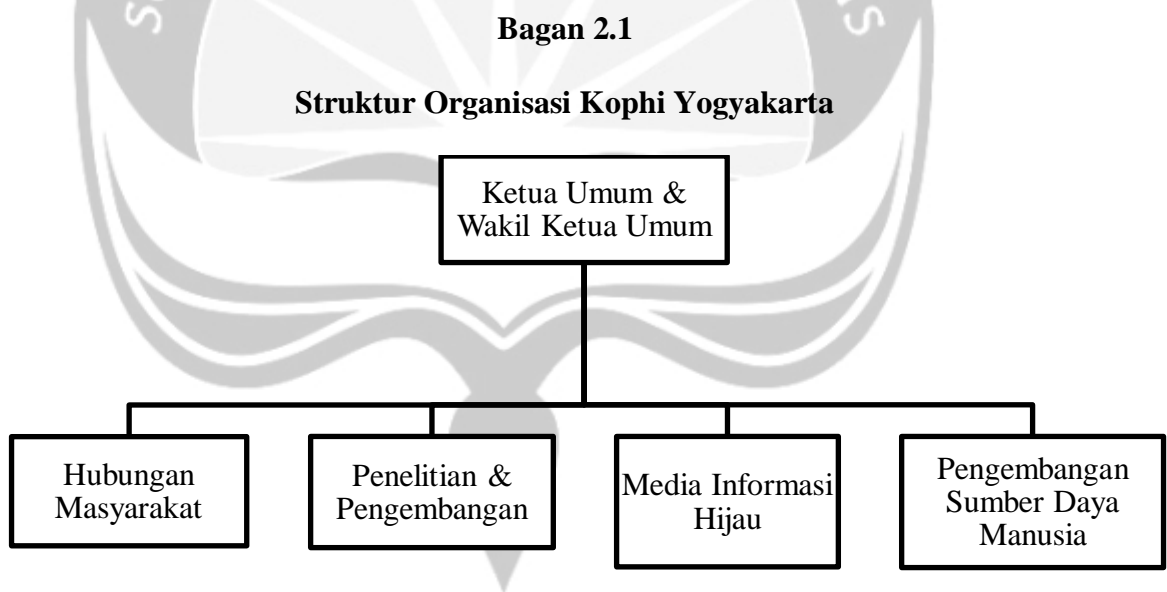 Bagan 2.1
Struktur Organisasi Kophi Yogyakarta
Ketua Umum &
Wakil Ketua Umum
Hubungan
Masyarakat
Penelitian &
Pengembangan
Media Informasi
Hijau
Pengembangan
Sumber Daya
Manusia